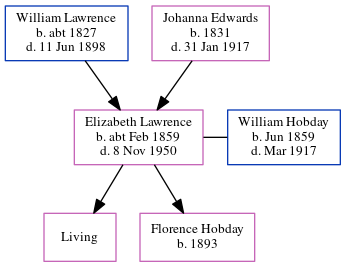 William Lawrence
b. abt 1827
d. 11 Jun 1898
Johanna Edwards
b. 1831
d. 31 Jan 1917
Elizabeth Lawrence
b. abt Feb 1859
d. 8 Nov 1950
William Hobday
b. Jun 1859
d. Mar 1917
Living
Florence Hobday
b. 1893